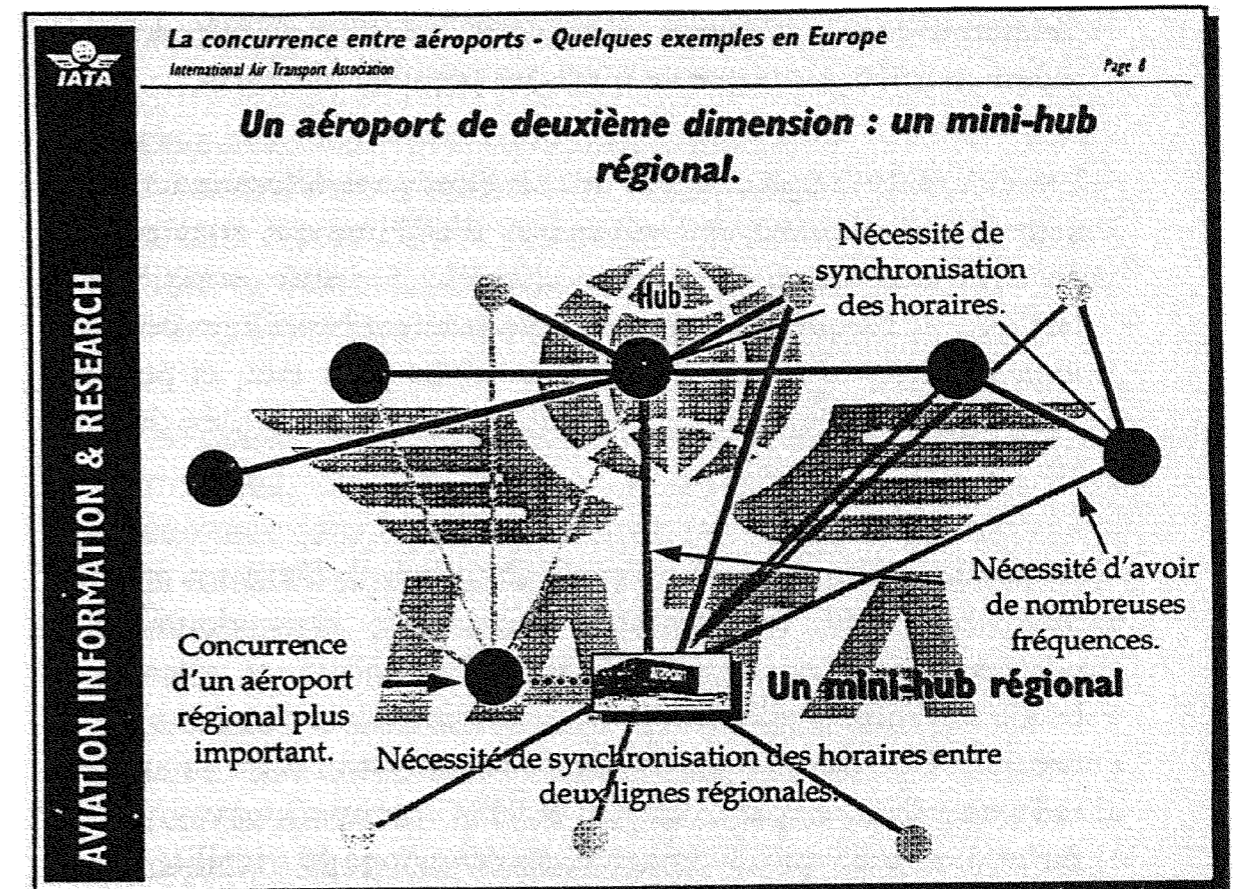 IATA
La concurrence entre aéroports - Quelques exemples en Europe
International Air Transport Association
Page 8
Un aéroport de deuxième dimension : un mini-hub
régional.
AVIATION INFORMATION & RESEARCH
Nécessité de
synchronisation
des horaires.
Hub
Nécessité d'avoir
de nombreuses
fréquences.
Concurrence
d'un aéroport
régional plus
important.
Un mini-hub régional
Nécessité de synchronisation des horaires entre
deux lignes régionales.
IATA